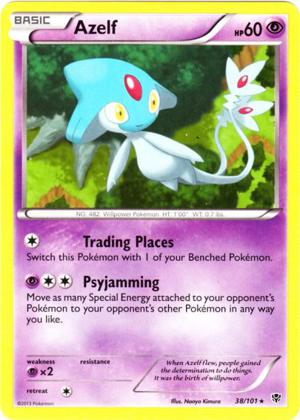 BASIC
Azelf HP60
NO. 482 Willpower Pokémon HT: 1'00" WT: 0.7 lbs.
Trading Places
Switch this Pokémon with 1 of your Benched Pokémon.
Psyjamming
Move as many Special Energy attached to your opponent's
Pokémon to your opponent's other Pokémon in any way
you like.
weakness resistance
×2
retreat
When Azelf flew, people gained
the determination to do things.
It was the birth of willpower.
Illus. Naoyo Kimura 38/101
©2013 Pokémon